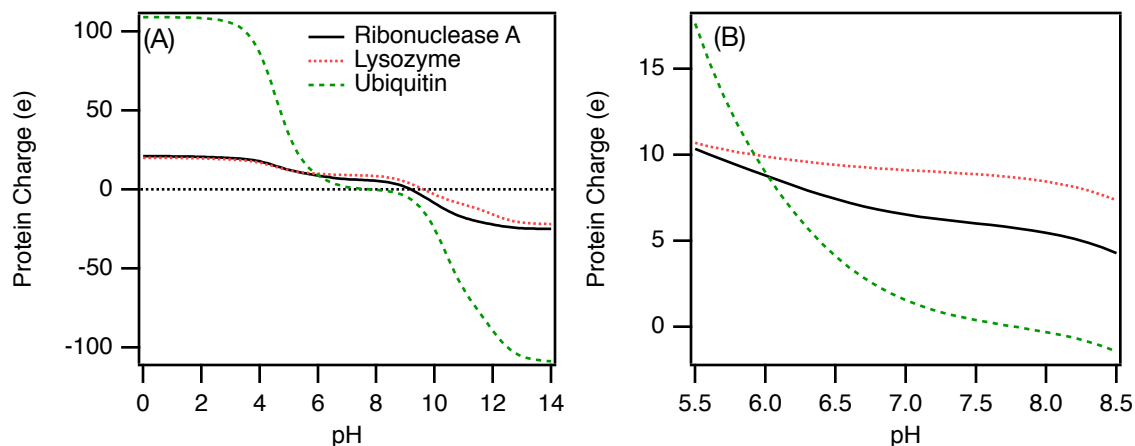 (A)
Ribonuclease A
Lysozyme
Ubiquitin
Protein Charge (e)
100
50
0
-50
-100
0 2 4 6 8 10 12 14
pH
(B)
Protein Charge (e)
15
10
5
0
5.5 6.0 6.5 7.0 7.5 8.0 8.5
pH